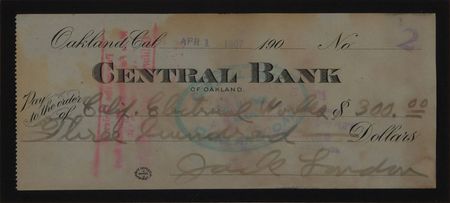 Oakland, Cal. APR 1 1907 190 No 2
CENTRAL BANK
OF OAKLAND.
Pay to the order of Calif. Electrical Works $ 300.00
Three hundred Dollars
Jack London